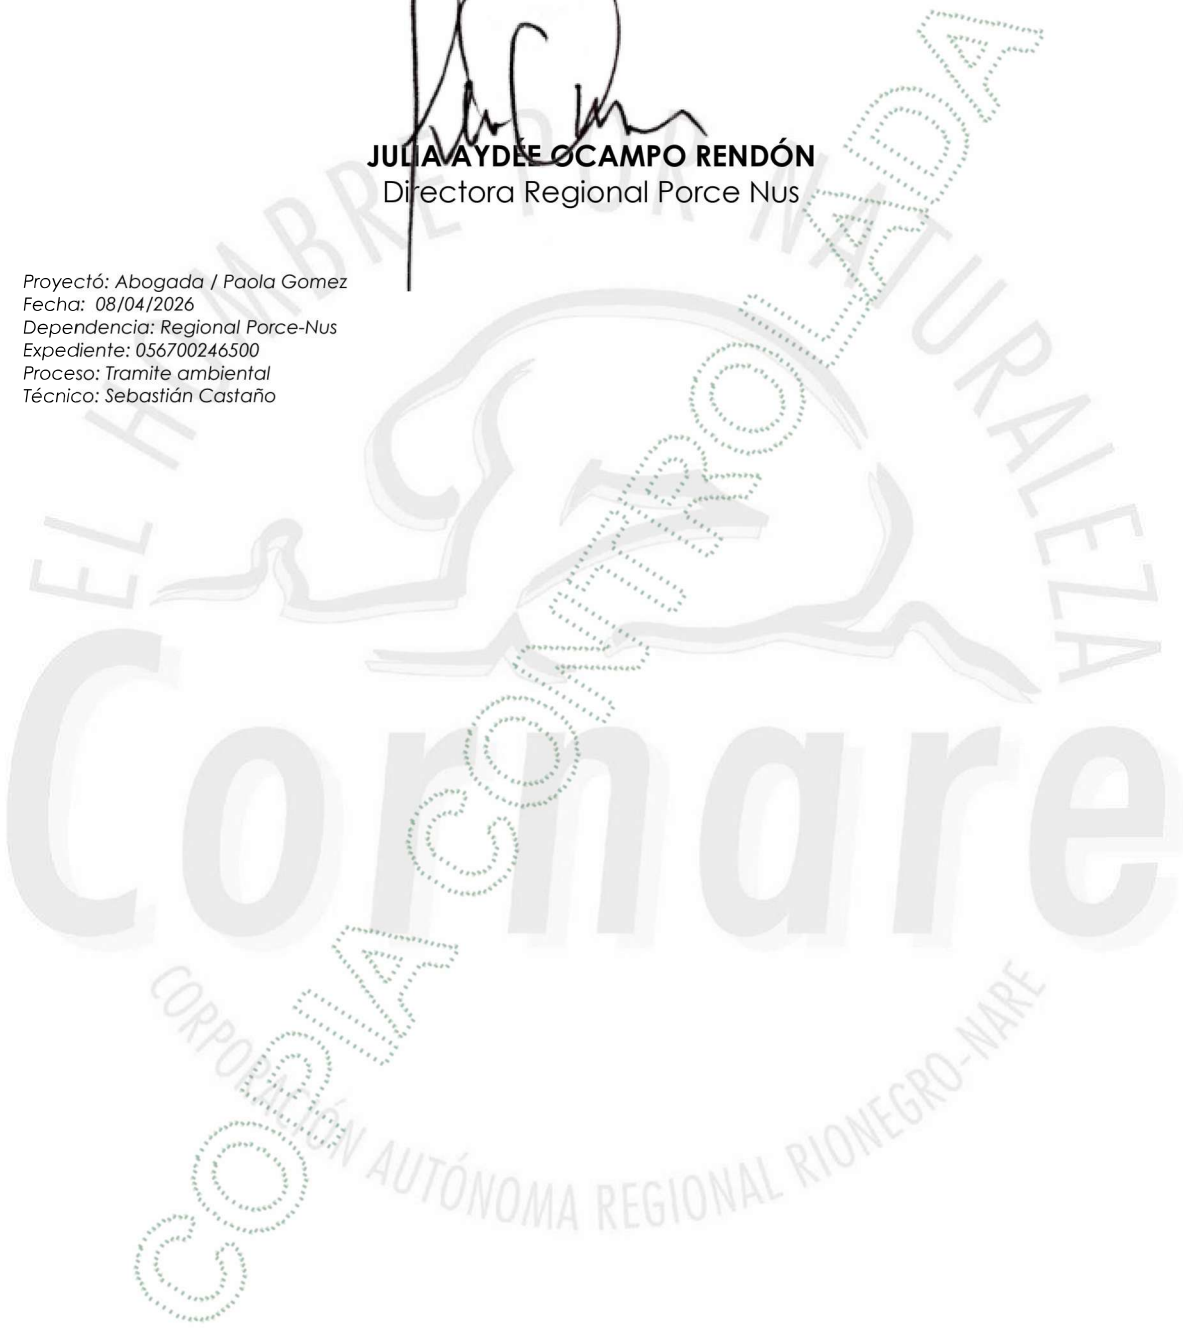 JULIA AYDÉE OCAMPO RENDÓN
Directora Regional Porce Nus
Proyectó: Abogada / Paola Gomez
Fecha: 08/04/2026
Dependencia: Regional Porce-Nus
Expediente: 056700246500
Proceso: Tramite ambiental
Técnico: Sebastián Castaño
EL HOMBRE POR NATURALEZA
Cornare
CORPORACIÓN AUTÓNOMA REGIONAL RIONEGRO-NARE
COPIA CONTROLADA